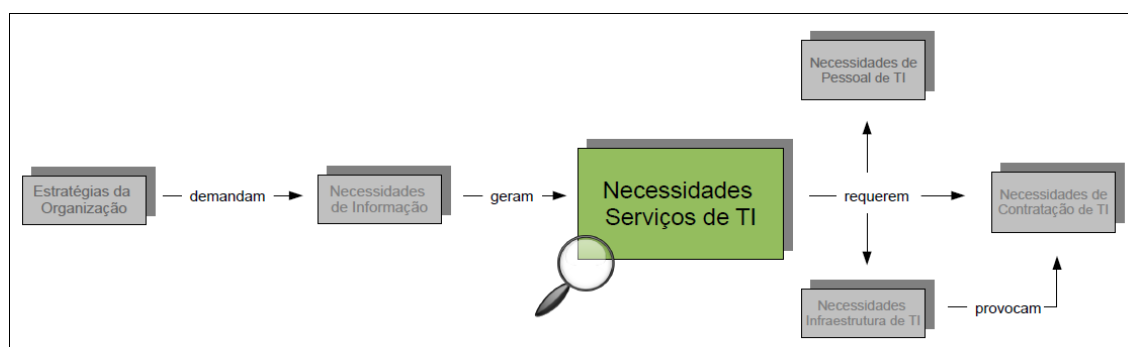 Estratégias da
Organização
demandam
Necessidades
de Informação
geram
Necessidades
Serviços de TI
requerem
Necessidades de
Pessoal de TI
Necessidades de
Contratação de TI
Necessidades
Infraestrutura de TI
provocam